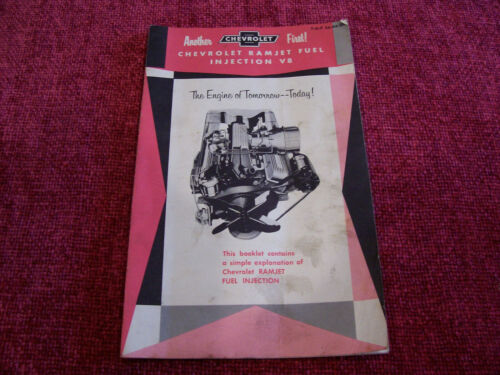 Another CHEVROLET First!
CHEVROLET RAMJET FUEL
INJECTION V8
The Engine of Tomorrow--Today!
This booklet contains
a simple explanation of
Chevrolet RAMJET
FUEL INJECTION